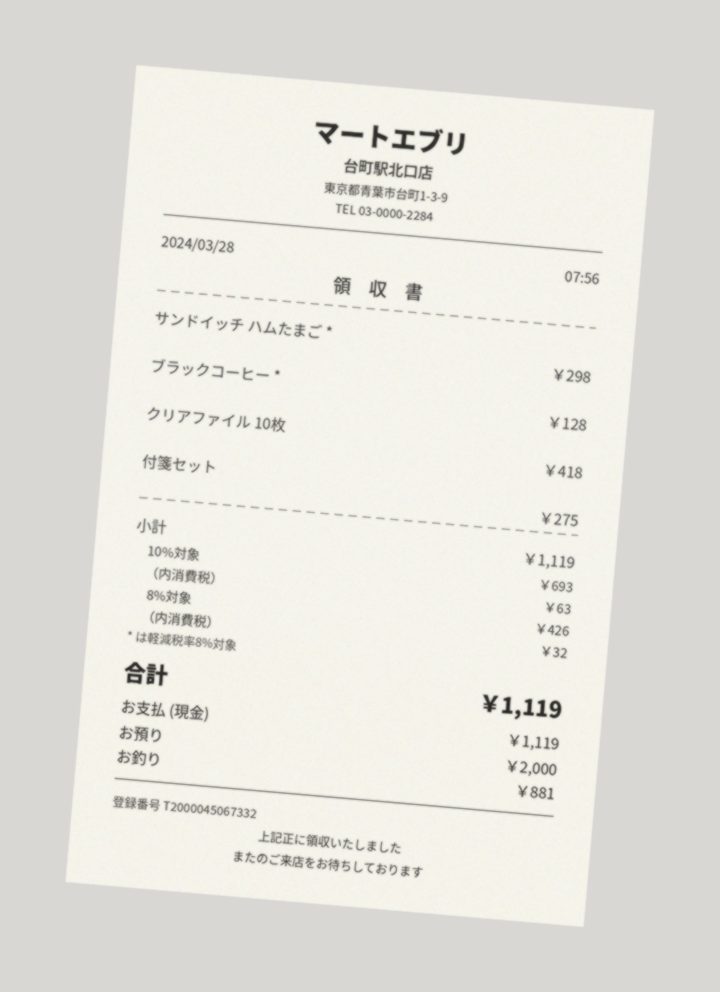 マートエブリ
台町駅北口店
東京都青葉市台町1-3-9
TEL 03-0000-2284
2024/03/28 07:56
領収書
サンドイッチ ハムたまご * ¥298
ブラックコーヒー * ¥128
クリアファイル 10枚 ¥418
付箋セット ¥275
小計 ¥1,119
10%対象 ¥693
(内消費税) ¥63
8%対象 ¥426
(内消費税) ¥32
* は軽減税率8%対象
合計 ¥1,119
お支払 (現金) ¥1,119
お預り ¥2,000
お釣り ¥881
登録番号 T2000045067332
上記正に領収いたしました
またのご来店をお待ちしております